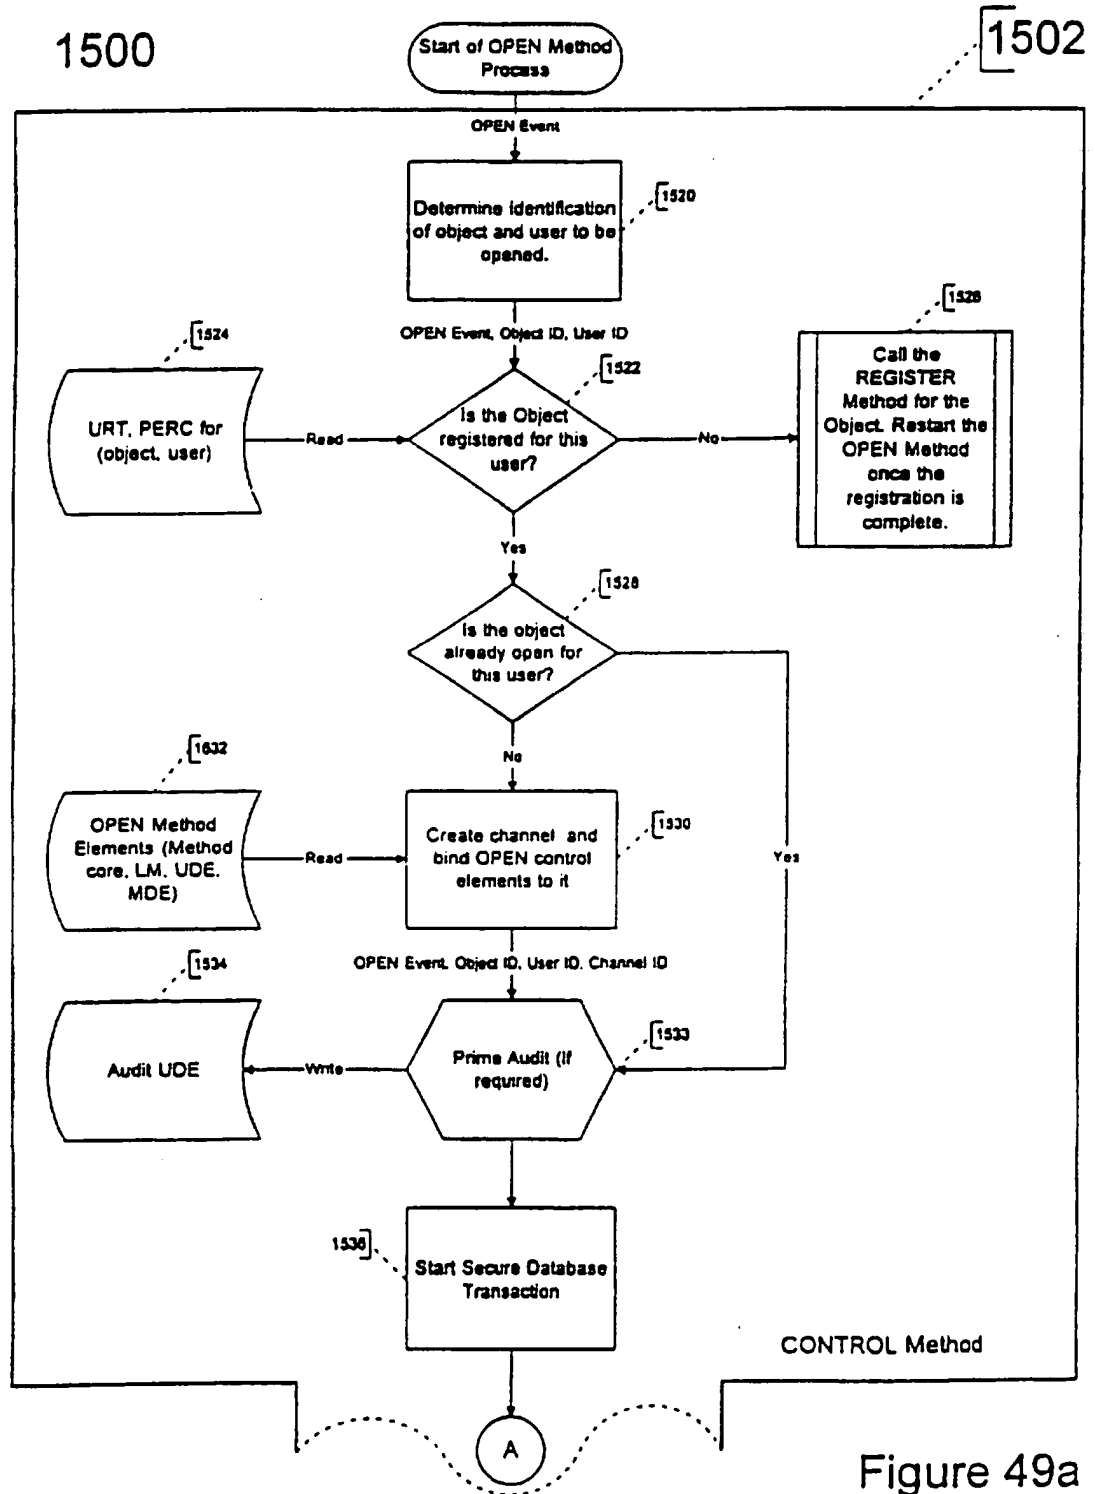 1500
Start of OPEN Method
Process
1502
OPEN Event
1520
Determine identification
of object and user to be
opened.
OPEN Event, Object ID, User ID
1524
1522
1526
URT, PERC for
(object, user)
Read
Is the Object
registered for this
user?
No
Call the
REGISTER
Method for the
Object. Restart the
OPEN Method
once the
registration is
complete.
Yes
1528
Is the object
already open for
this user?
No
Yes
1532
OPEN Method
Elements (Method
core, LM, UDE,
MDE)
Read
1530
Create channel and
bind OPEN control
elements to it
OPEN Event, Object ID, User ID, Channel ID
1534
Audit UDE
Write
1533
Prime Audit (if
required)
1536
Start Secure Database
Transaction
CONTROL Method
A
Figure 49a